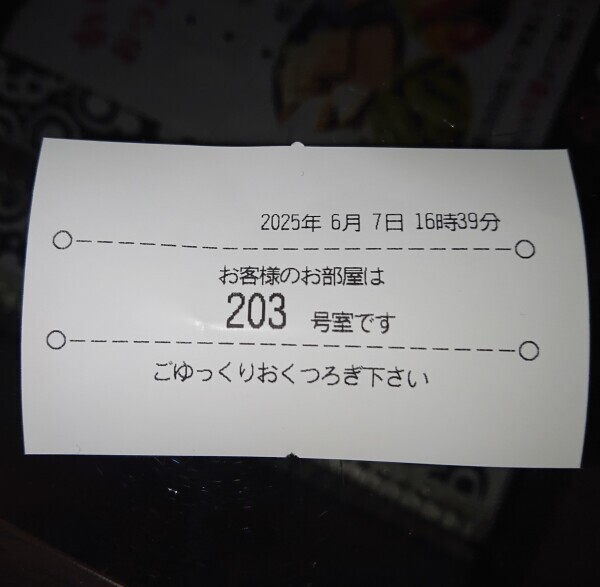 2025年 6月 7日 16時39分
お客様のお部屋は
203 号室です
ごゆっくりおくつろぎ下さい